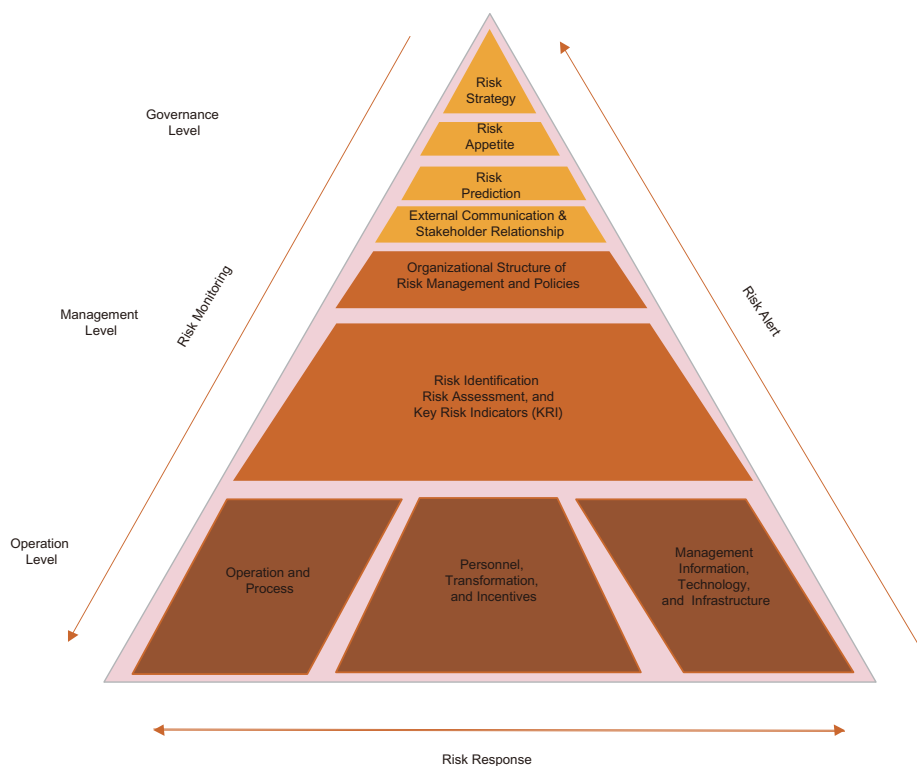 Risk
Strategy
Governance
Level
Risk
Appetite
Risk
Prediction
External Communication &
Stakeholder Relationship
Organizational Structure of
Risk Management and Policies
Management
Level
Risk Monitoring
Risk Alert
Risk Identification
Risk Assessment, and
Key Risk Indicators (KRI)
Operation
Level
Operation and
Process
Personnel,
Transformation,
and Incentives
Management
Information,
Technology,
and Infrastructure
Risk Response